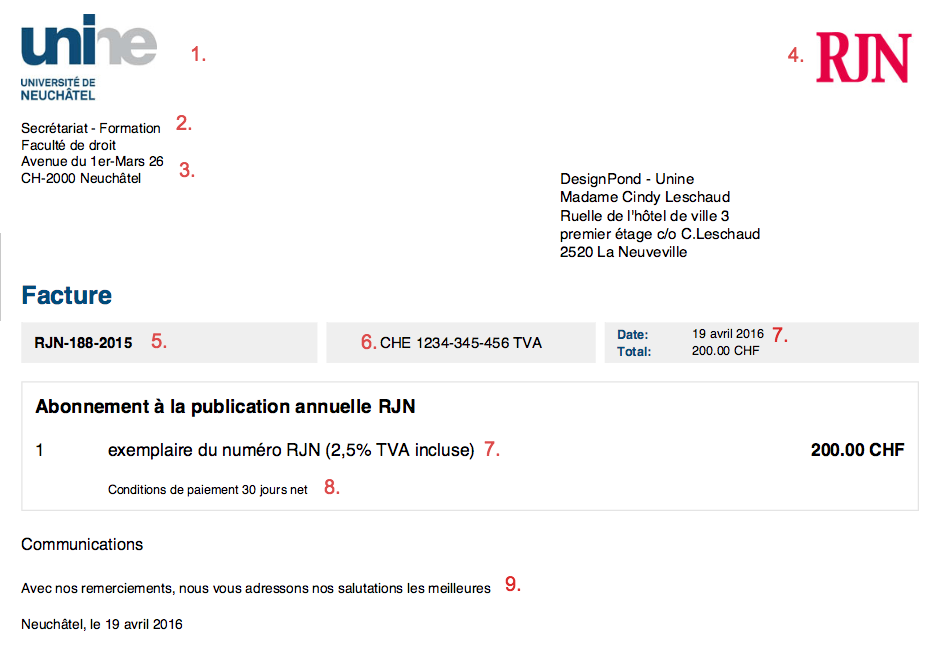 unine
1.
4. RJN
UNIVERSITÉ DE
NEUCHÂTEL
Secrétariat - Formation 2.
Faculté de droit
Avenue du 1er-Mars 26
CH-2000 Neuchâtel 3.
DesignPond - Unine
Madame Cindy Leschaud
Ruelle de l'hôtel de ville 3
premier étage c/o C.Leschaud
2520 La Neuveville
Facture
RJN-188-2015 5.
6. CHE 1234-345-456 TVA
Date: 19 avril 2016 7.
Total: 200.00 CHF
Abonnement à la publication annuelle RJN
1 exemplaire du numéro RJN (2,5% TVA incluse) 7. 200.00 CHF
Conditions de paiement 30 jours net 8.
Communications
Avec nos remerciements, nous vous adressons nos salutations les meilleures 9.
Neuchâtel, le 19 avril 2016